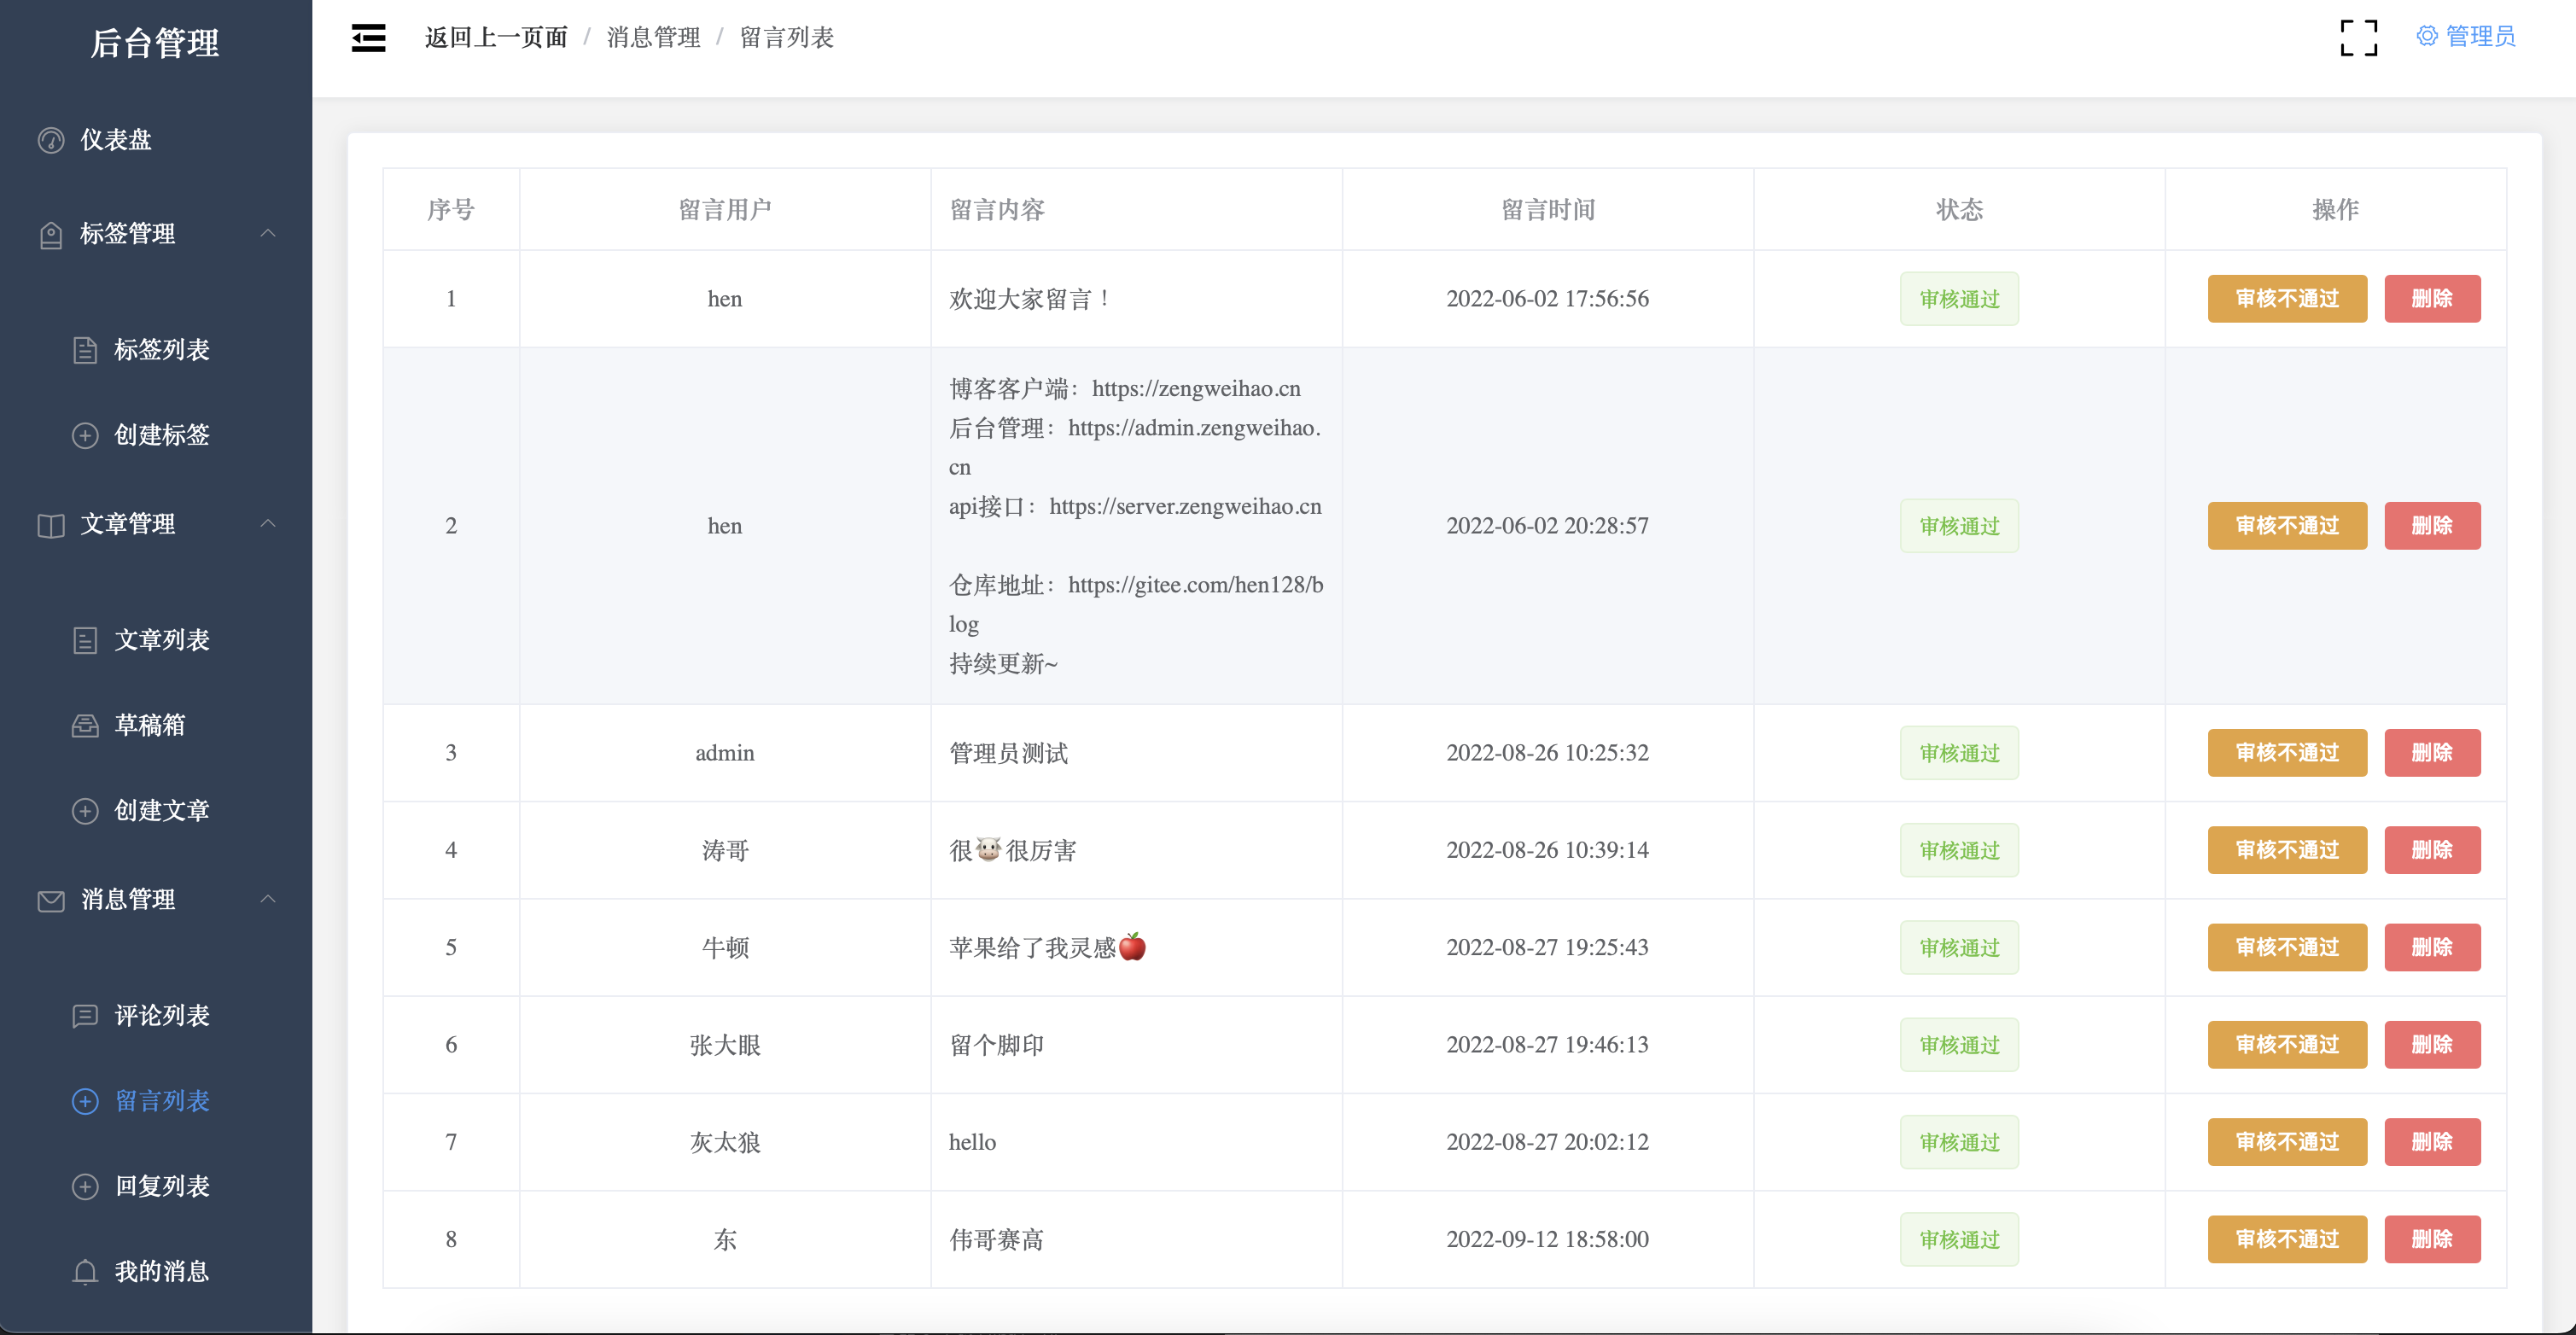 后台管理
仪表盘
标签管理
标签列表
创建标签
文章管理
文章列表
草稿箱
创建文章
消息管理
评论列表
留言列表
回复列表
我的消息
返回上一页面 / 消息管理 / 留言列表
管理员
序号 留言用户 留言内容 留言时间 状态 操作
1 hen 欢迎大家留言！ 2022-06-02 17:56:56 审核通过 审核不通过 删除
2 hen 博客客户端：https://zengweihao.cn
后台管理：https://admin.zengweihao.
cn
api接口：https://server.zengweihao.cn
仓库地址：https://gitee.com/hen128/b
log
持续更新~
2022-06-02 20:28:57 审核通过 审核不通过 删除
3 admin 管理员测试 2022-08-26 10:25:32 审核通过 审核不通过 删除
4 涛哥 很🐮很厉害 2022-08-26 10:39:14 审核通过 审核不通过 删除
5 牛顿 苹果给了我灵感🍎 2022-08-27 19:25:43 审核通过 审核不通过 删除
6 张大眼 留个脚印 2022-08-27 19:46:13 审核通过 审核不通过 删除
7 灰太狼 hello 2022-08-27 20:02:12 审核通过 审核不通过 删除
8 东 伟哥赛高 2022-09-12 18:58:00 审核通过 审核不通过 删除